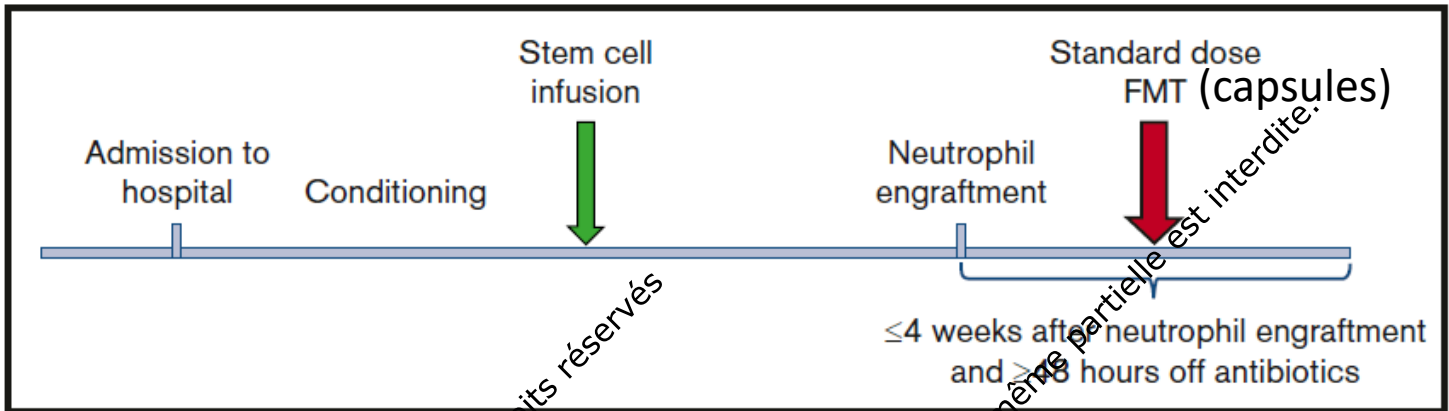 Stem cell
infusion
Standard dose
FMT (capsules)
Admission to
hospital
Conditioning
Neutrophil
engraftment
≤4 weeks after neutrophil engraftment
and ≥48 hours off antibiotics
réservés
même partielle est interdite.